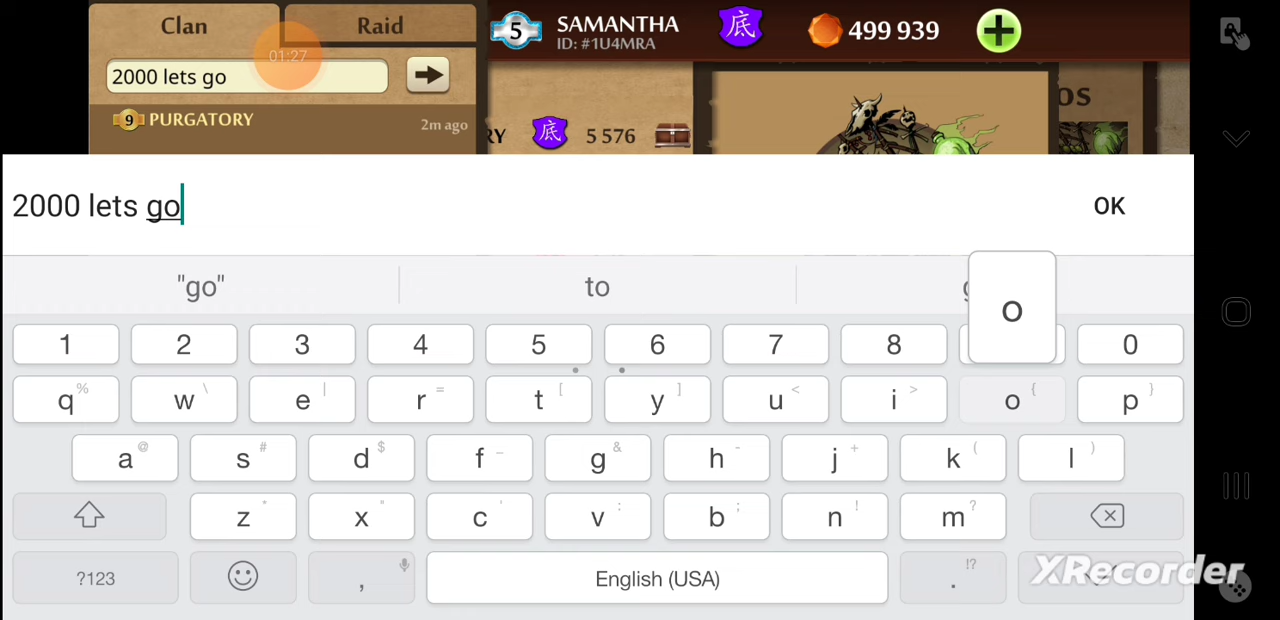 Clan
Raid
5
SAMANTHA
ID: #1U4MRA
底
499 939
01:27
2000 lets go
9 PURGATORY
2m ago
RY
底
5 576
os
2000 lets go
OK
"go"
to
g
o
1 2 3 4 5 6 7 8 0
q % w \ e | r = t [ y ] u < i > o { p }
a @ s # d $ f _ g & h - j + k ( l )
z * x " c ' v : b ; n ! m ?
?123 , English (USA) . !?
XRecorder